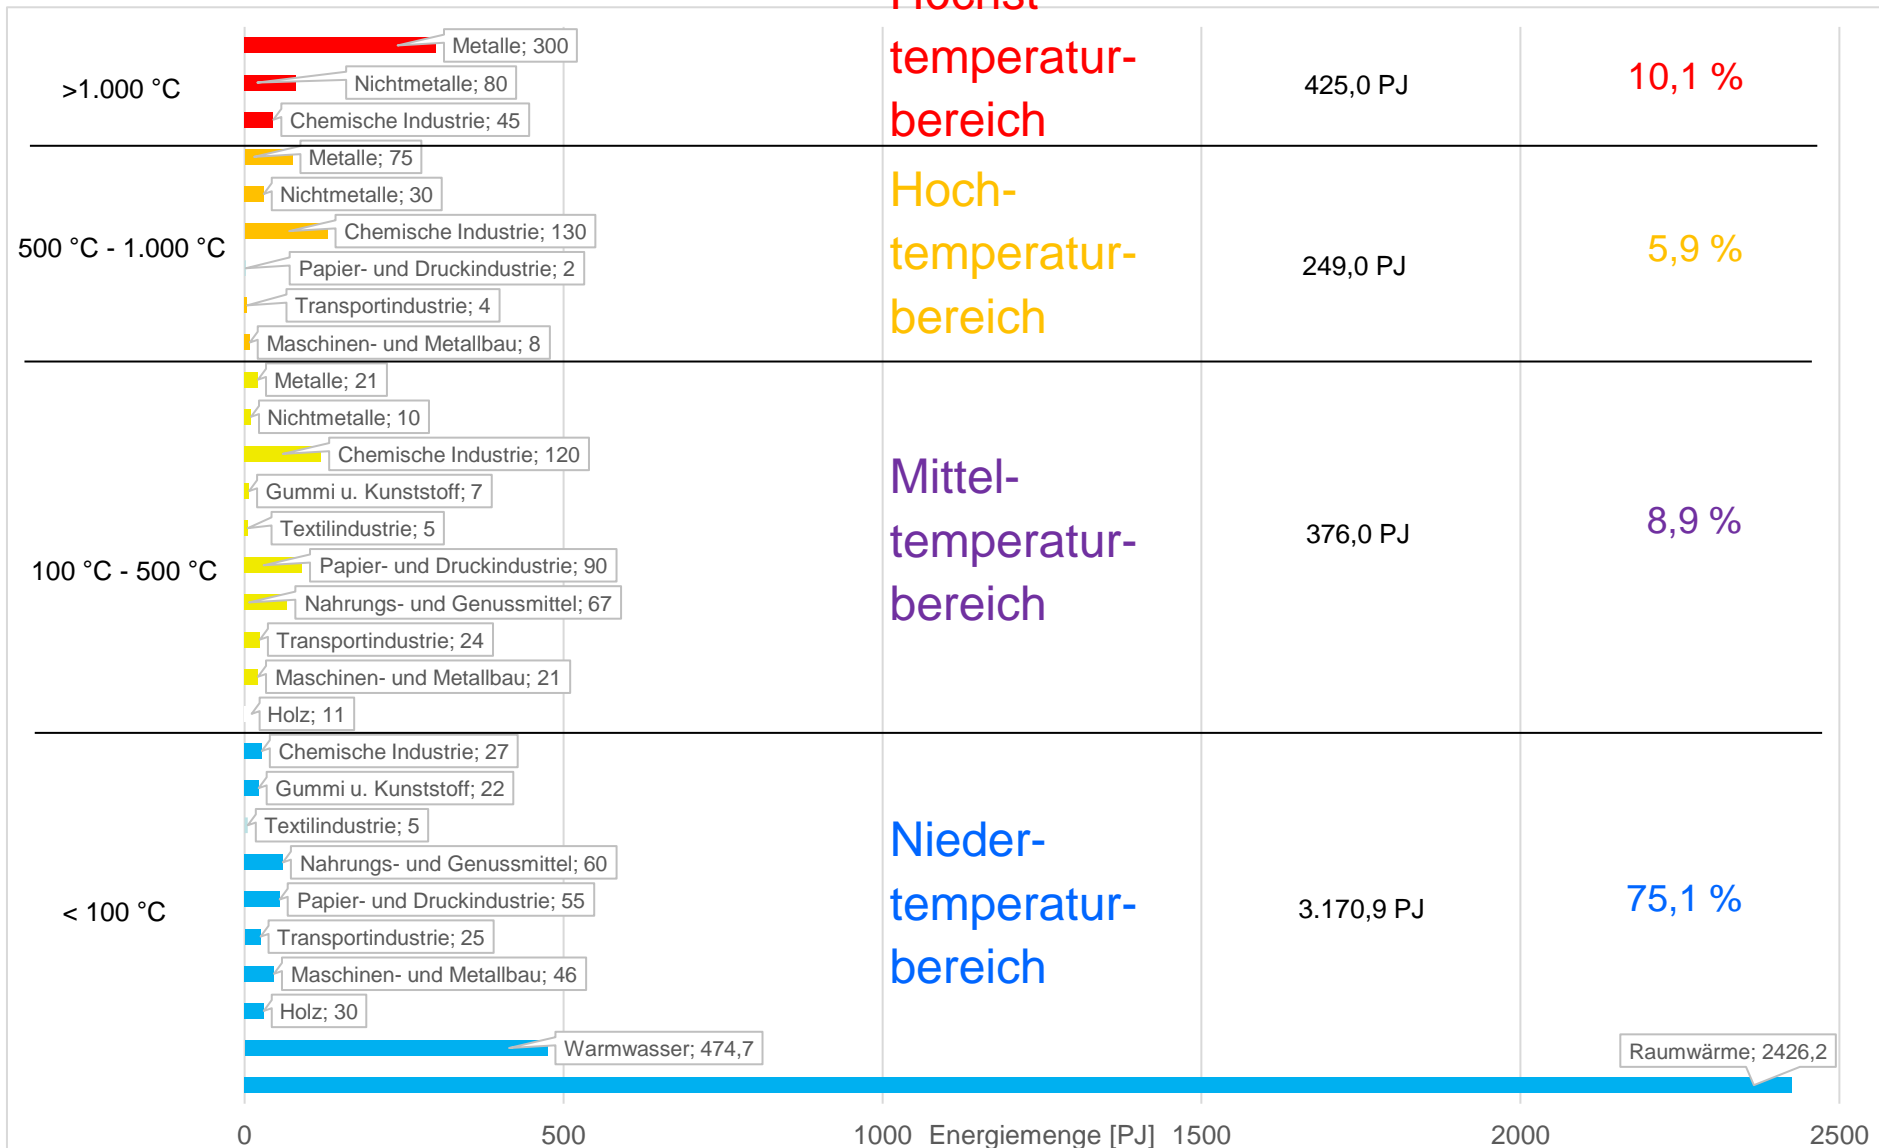 Höchst
temperatur-
bereich
>1.000 °C
Metalle; 300
Nichtmetalle; 80
Chemische Industrie; 45
425,0 PJ
10,1 %
500 °C - 1.000 °C
Metalle; 75
Nichtmetalle; 30
Chemische Industrie; 130
Papier- und Druckindustrie; 2
Transportindustrie; 4
Maschinen- und Metallbau; 8
Hoch-
temperatur-
bereich
249,0 PJ
5,9 %
100 °C - 500 °C
Metalle; 21
Nichtmetalle; 10
Chemische Industrie; 120
Gummi u. Kunststoff; 7
Textilindustrie; 5
Papier- und Druckindustrie; 90
Nahrungs- und Genussmittel; 67
Transportindustrie; 24
Maschinen- und Metallbau; 21
Holz; 11
Mittel-
temperatur-
bereich
376,0 PJ
8,9 %
< 100 °C
Chemische Industrie; 27
Gummi u. Kunststoff; 22
Textilindustrie; 5
Nahrungs- und Genussmittel; 60
Papier- und Druckindustrie; 55
Transportindustrie; 25
Maschinen- und Metallbau; 46
Holz; 30
Warmwasser; 474,7
Raumwärme; 2426,2
Nieder-
temperatur-
bereich
3.170,9 PJ
75,1 %
0 500 1000 Energiemenge [PJ] 1500 2000 2500